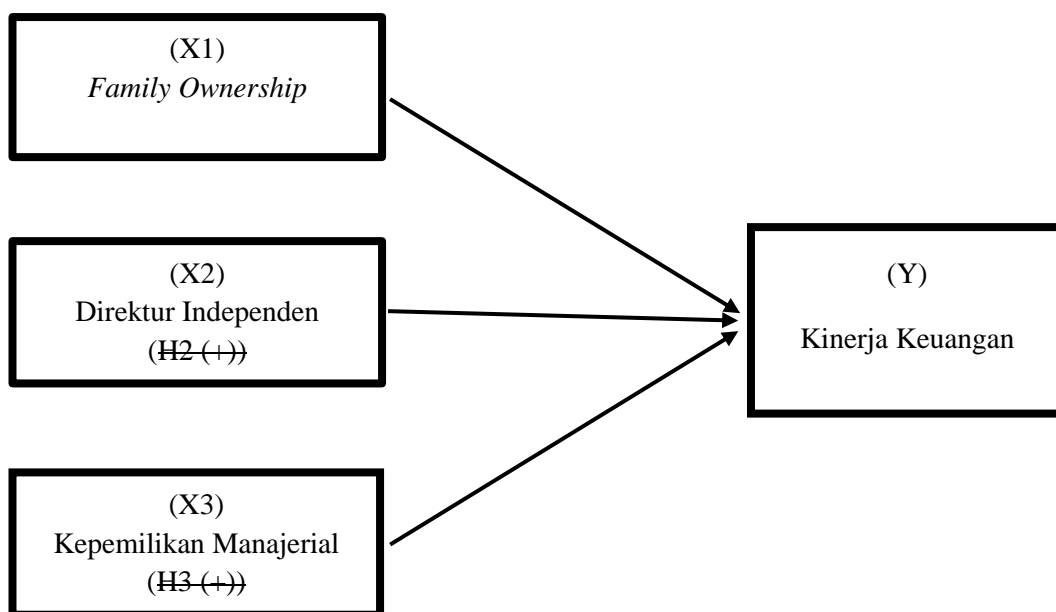 (X1)
Family Ownership
(X2)
Direktur Independen
(H2 (+))
(X3)
Kepemilikan Manajerial
(H3 (+))
(Y)
Kinerja Keuangan